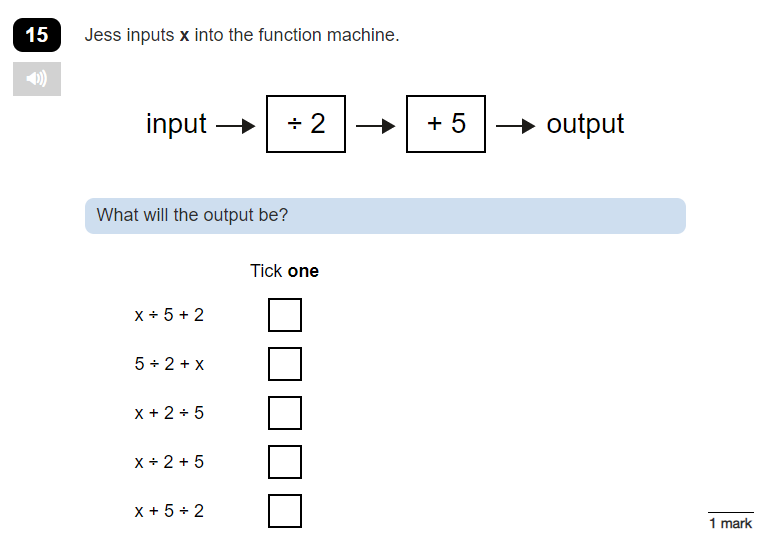 15 Jess inputs x into the function machine.
input ÷ 2 + 5 output
What will the output be?
Tick one
x ÷ 5 + 2
5 ÷ 2 + x
x + 2 ÷ 5
x ÷ 2 + 5
x + 5 ÷ 2
1 mark